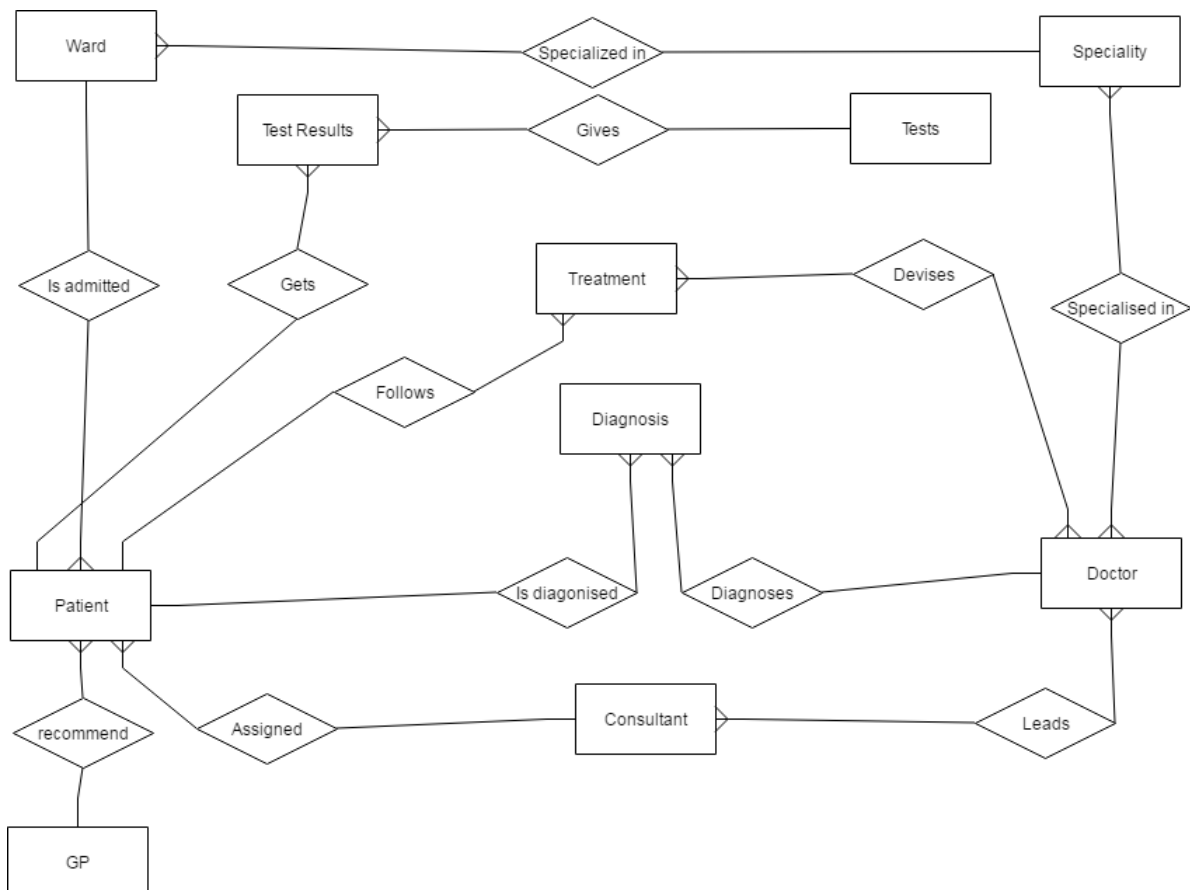 Ward
Specialized in
Speciality
Test Results
Gives
Tests
Is admitted
Gets
Treatment
Devises
Specialised in
Follows
Diagnosis
Patient
Is diagonised
Diagnoses
Doctor
recommend
Assigned
Consultant
Leads
GP